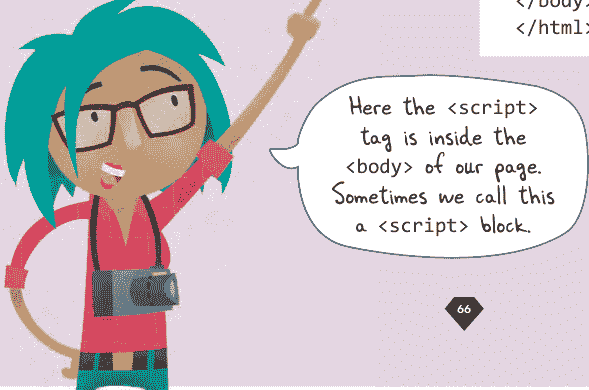 </body>
</html>
Here the <script>
tag is inside the
<body> of our page.
Sometimes we call this
a <script> block.
66